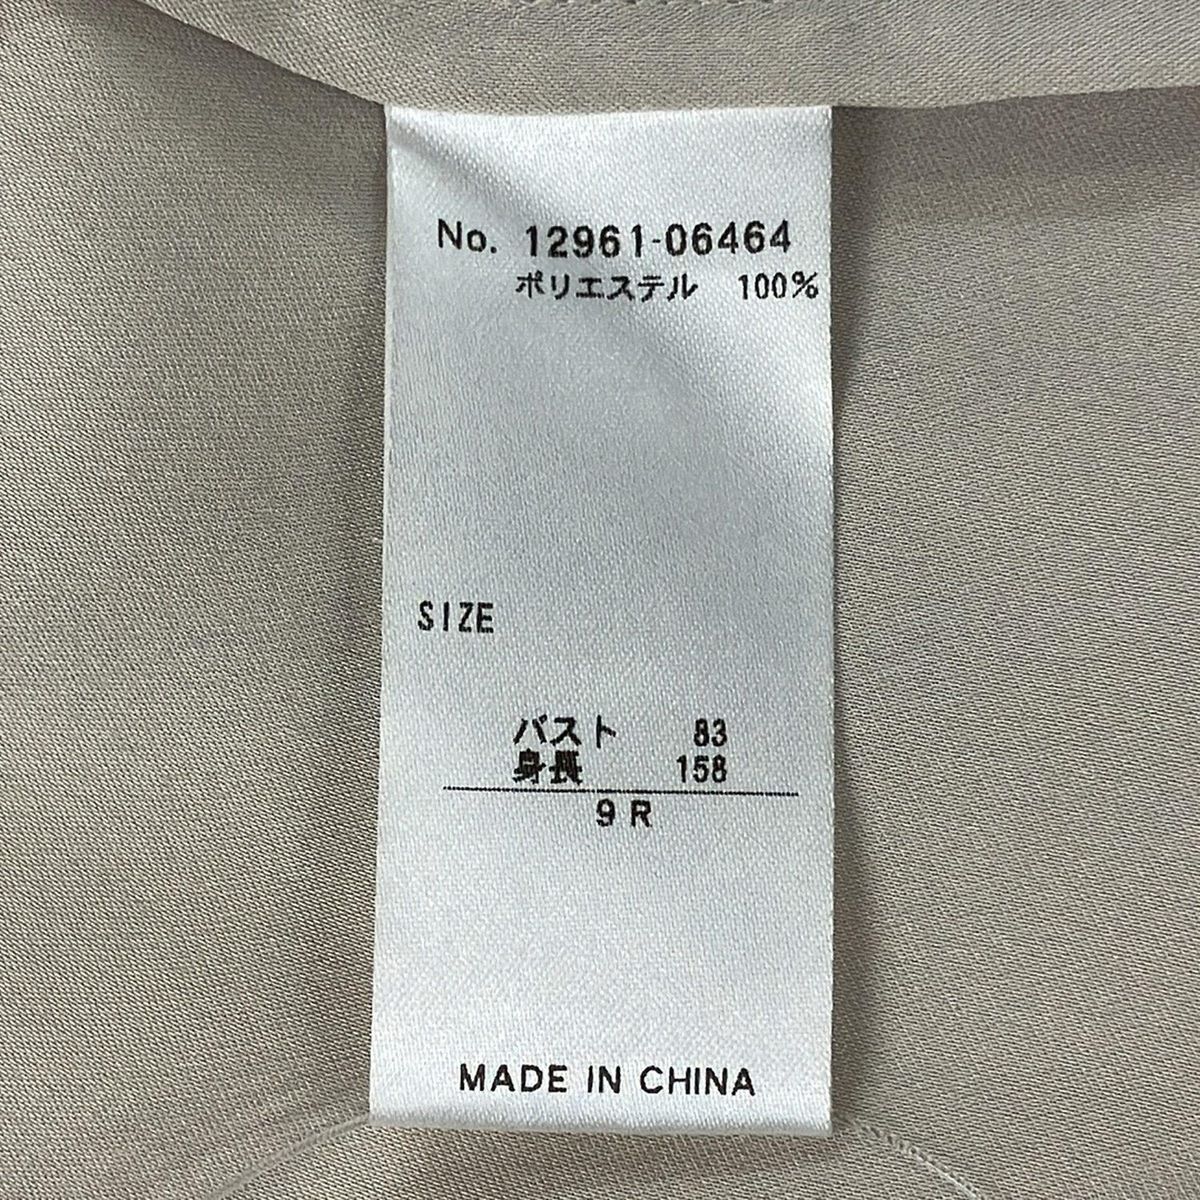 No. 12961-06464
ポリエステル 100%
SIZE
バスト 83
身長 158
9R
MADE IN CHINA